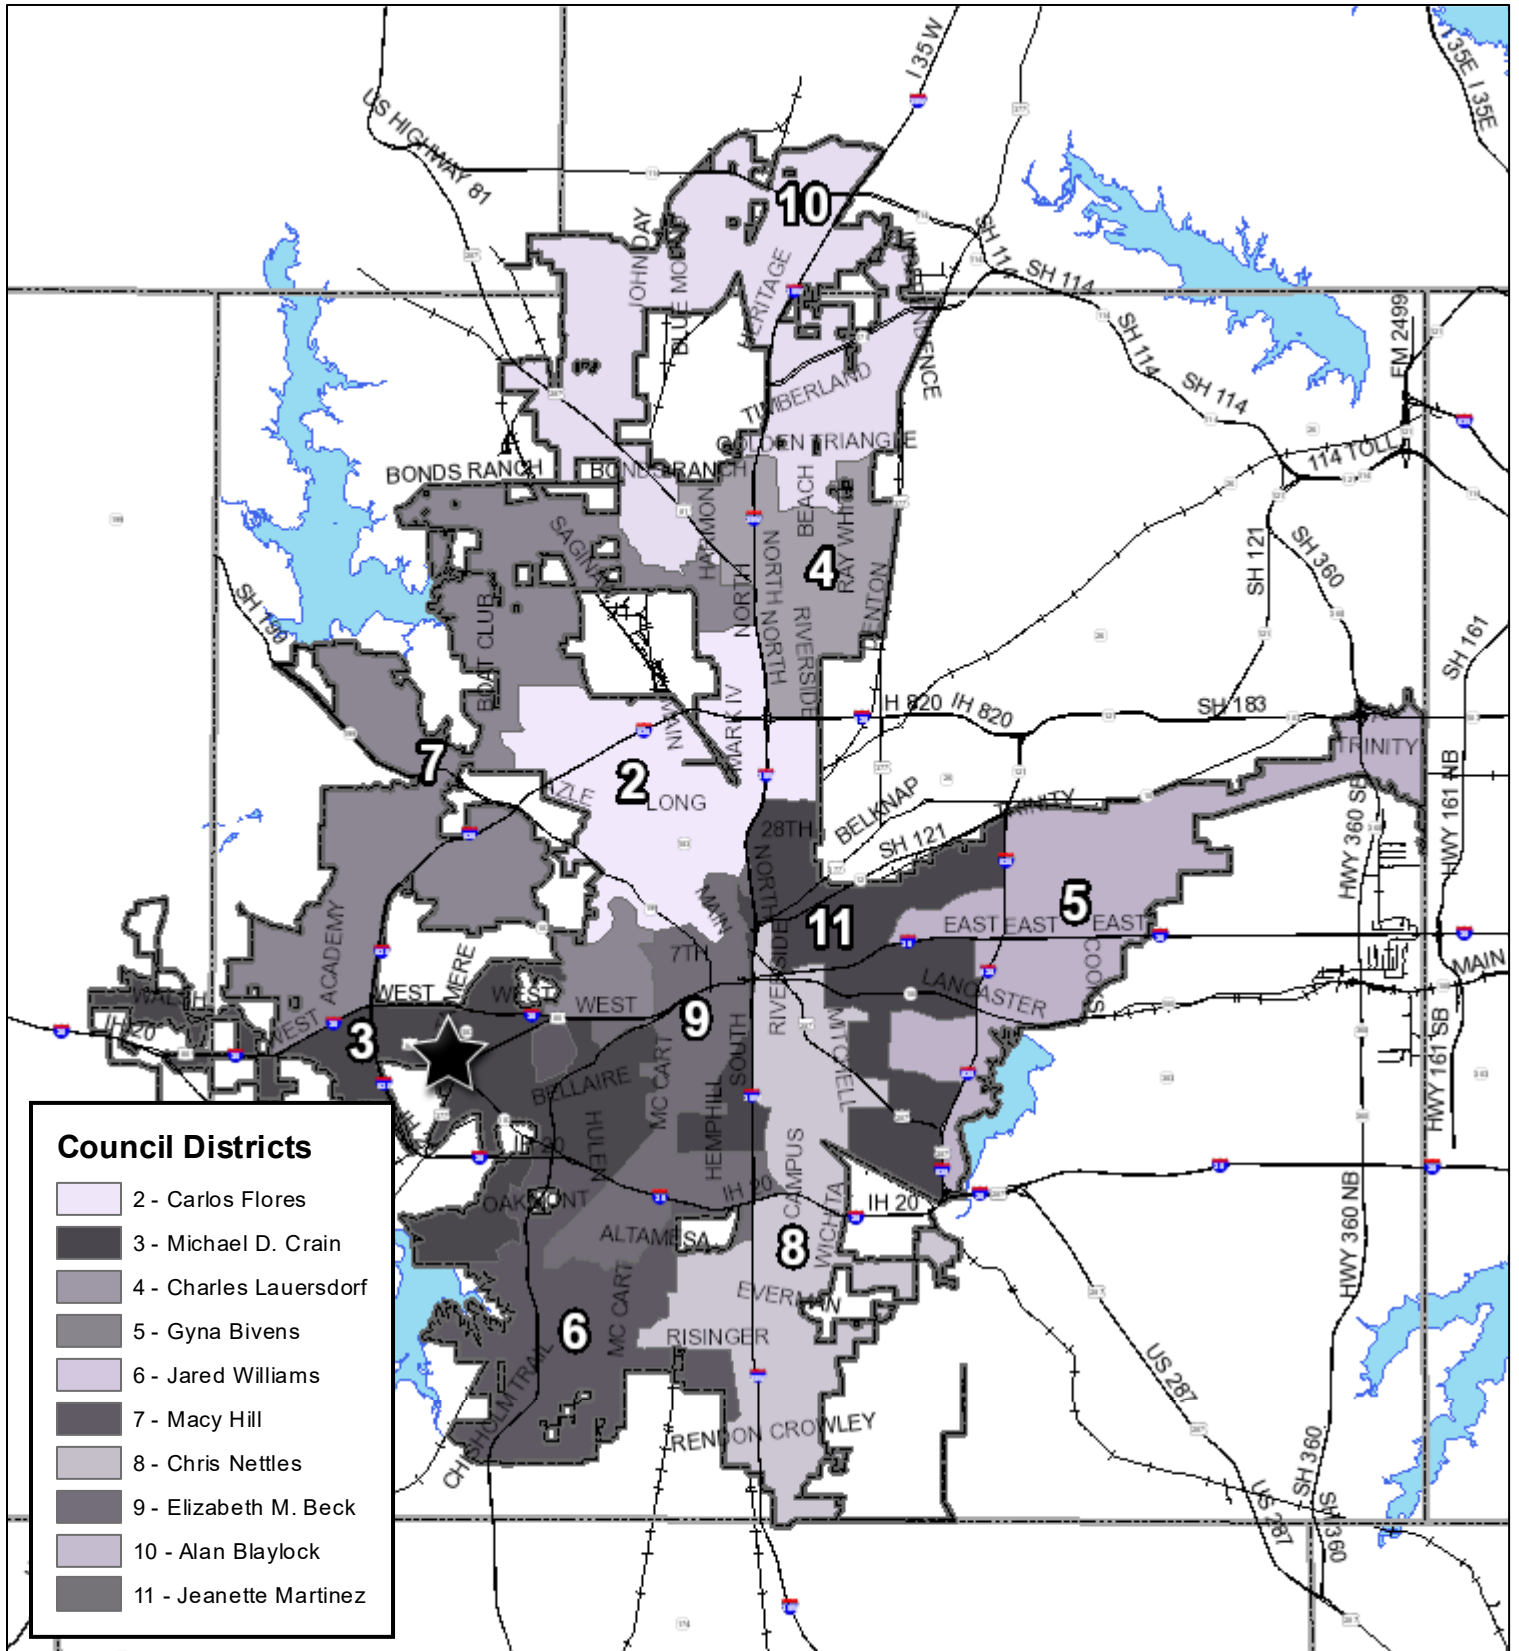 I 35W
I 35E
I 35E
US HIGHWAY 81
10
JOHN DAY
SH 114
SH 114
HERITAGE
FM 2499
SH 114
SH 114
TIMBERLAND
GOLDEN TRIANGLE
114 TOLL
BONDS RANCH
BONDS RANCH
BEACH
RAY WHITE
HARMON
SAGINAW
4
SH 121
SH 360
NORTH
NORTH
NORTH
DENTON
RIVERSIDE
SH 199
BOAT CLUB
SH 161
MARK IV
IH 820
SH 183
TRINITY
7
2
AZLE
LONG
HWY 161 NB
HWY 360 SB
BELKNAP
TRINITY
28TH
SH 121
NORTH
MAIN
11
5
EAST
EAST
EAST
ACADEMY
7TH
RIVERSIDE
COOKS
MAIN
WEST
WEST
WEST
LANCASTER
WALSH
IH 20
WEST
3
9
MITCHELL
SOUTH
HWY 161 SB
BELLAIRE
MC CART
HULEN
HEMPHILL
CAMPUS
IH 20
IH 20
IH 20
OAKMONT
WICHITA
HWY 360 NB
ALTAMESA
8
EVERMAN
6
MC CART
RISINGER
US 287
CHISHOLM TRAIL
RENDON CROWLEY
SH 360
US 287
SH 360
Council Districts
2 - Carlos Flores
3 - Michael D. Crain
4 - Charles Lauersdorf
5 - Gyna Bivens
6 - Jared Williams
7 - Macy Hill
8 - Chris Nettles
9 - Elizabeth M. Beck
10 - Alan Blaylock
11 - Jeanette Martinez